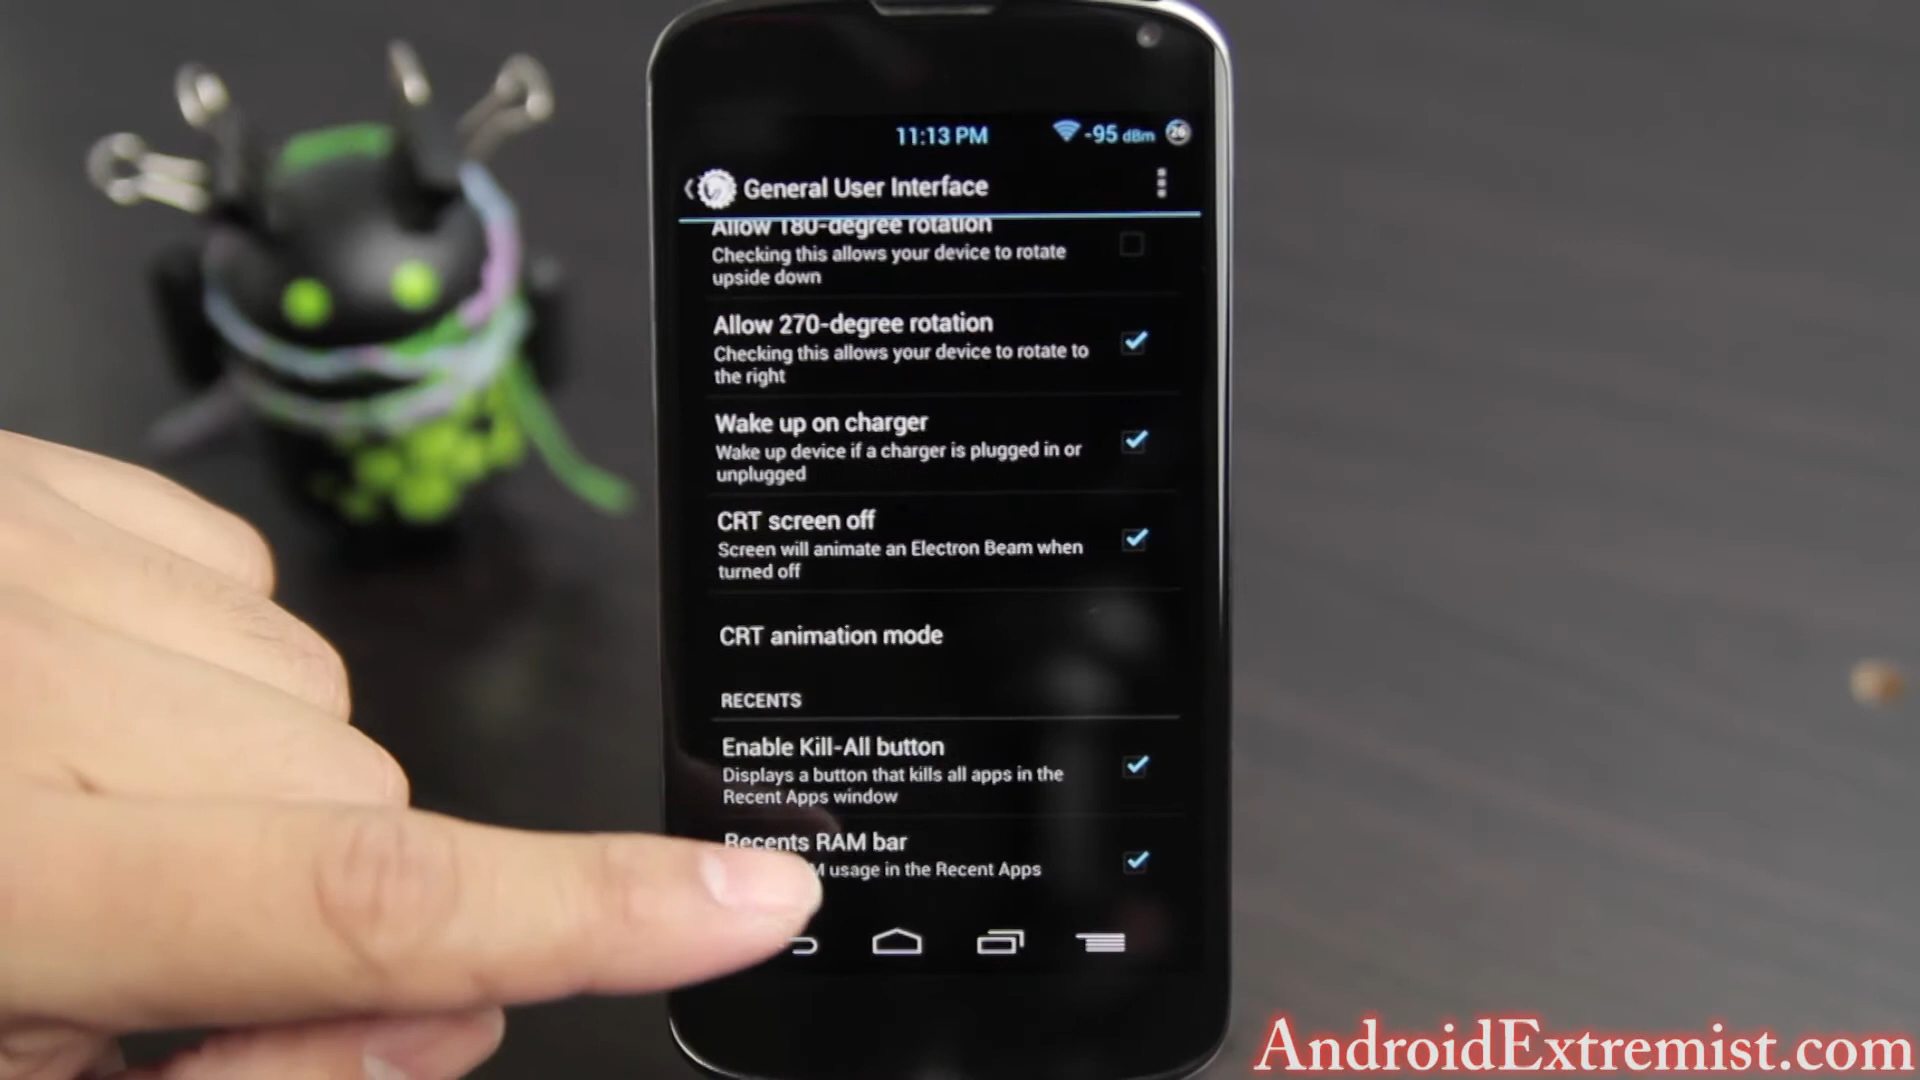 11:13 PM
-95 dBm
26
General User Interface
Allow 180-degree rotation
Checking this allows your device to rotate
upside down
Allow 270-degree rotation
Checking this allows your device to rotate to
the right
Wake up on charger
Wake up device if a charger is plugged in or
unplugged
CRT screen off
Screen will animate an Electron Beam when
turned off
CRT animation mode
RECENTS
Enable Kill-All button
Displays a button that kills all apps in the
Recent Apps window
Recents RAM bar
usage in the Recent Apps
AndroidExtremist.com